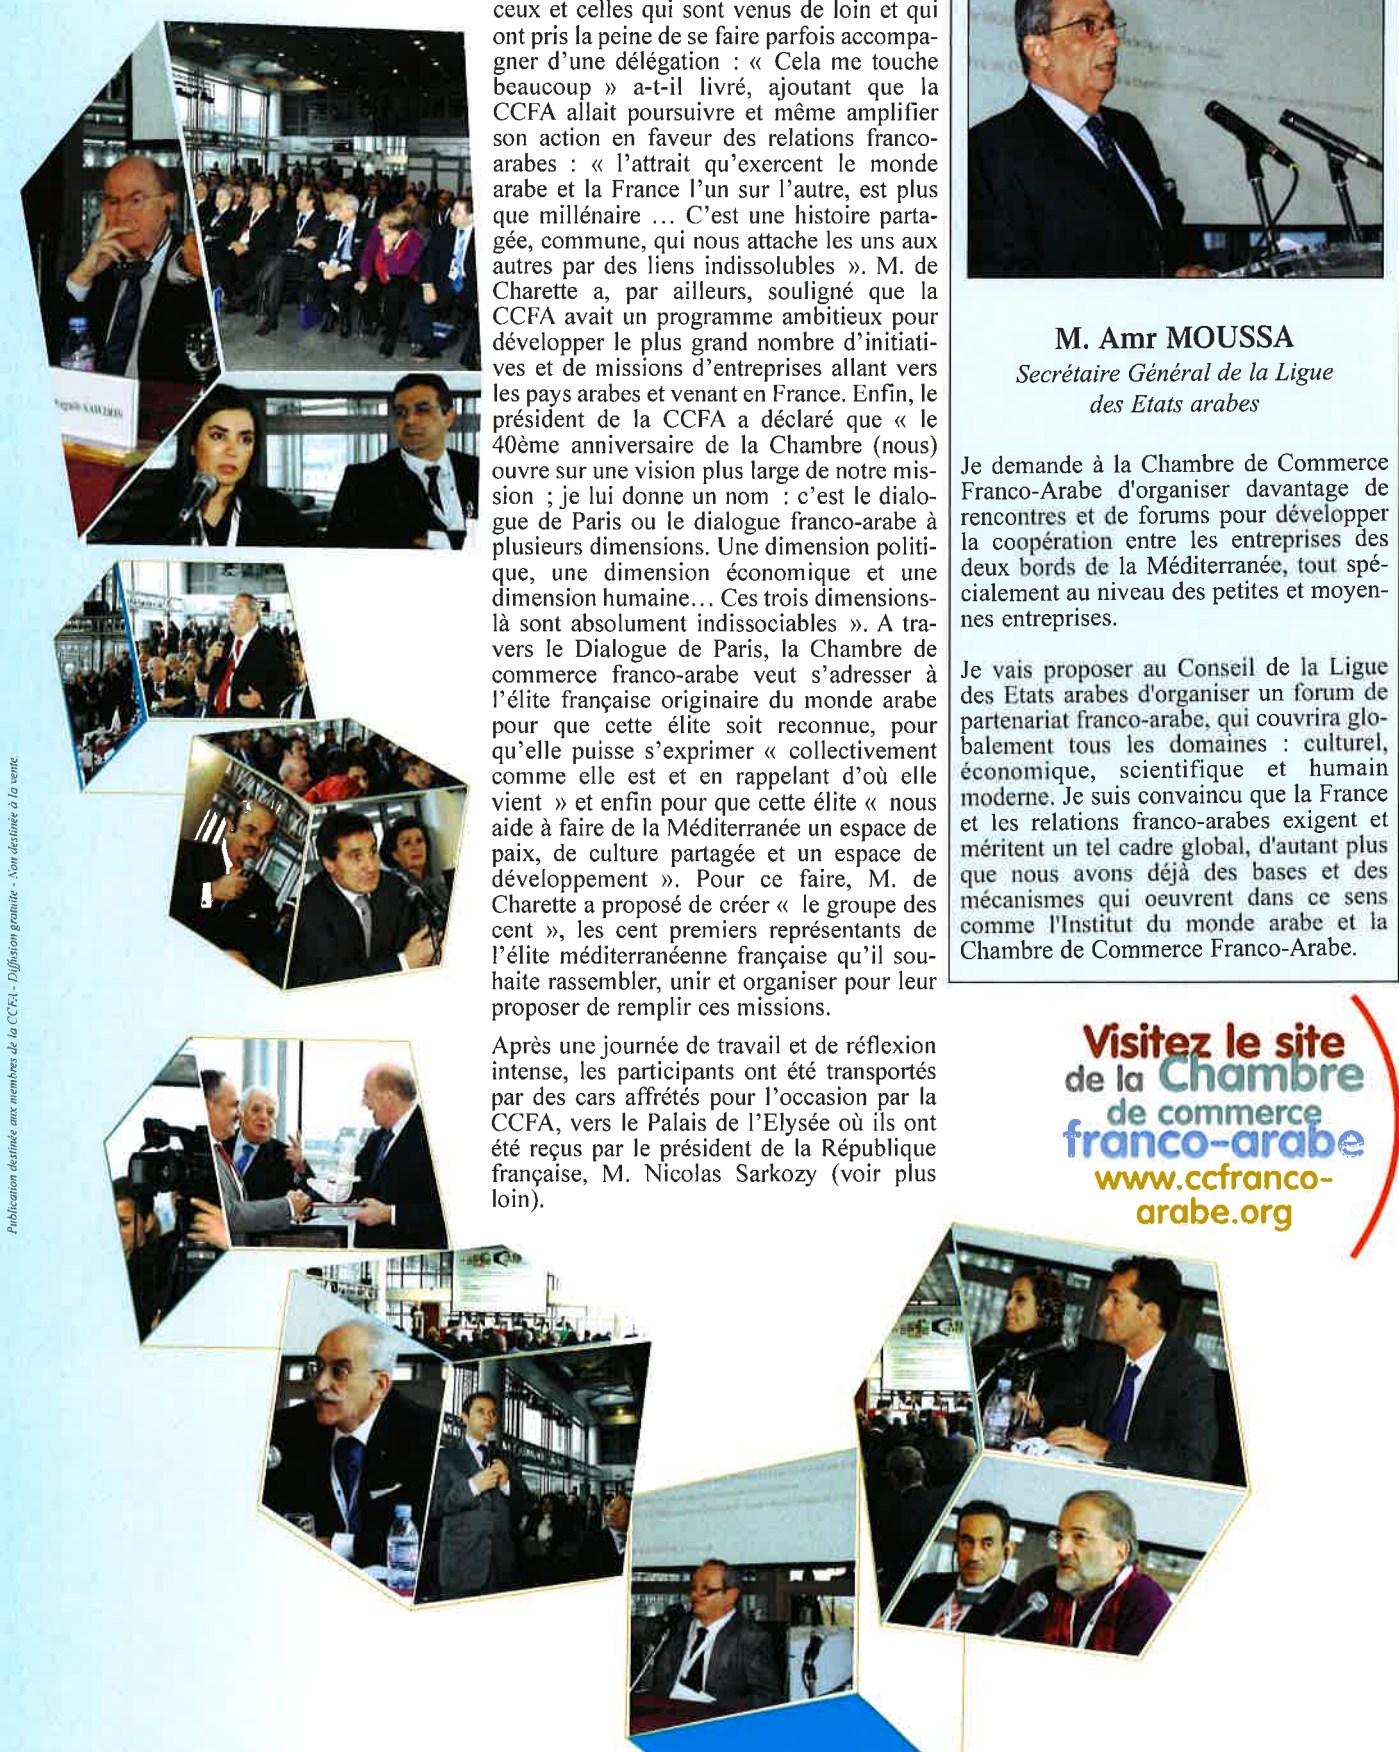 ceux et celles qui sont venus de loin et qui
ont pris la peine de se faire parfois accompa-
gner d'une délégation : « Cela me touche
beaucoup » a-t-il livré, ajoutant que la
CCFA allait poursuivre et même amplifier
son action en faveur des relations franco-
arabes : « l'attrait qu'exercent le monde
arabe et la France l'un sur l'autre, est plus
que millénaire … C'est une histoire parta-
gée, commune, qui nous attache les uns aux
autres par des liens indissolubles ». M. de
Charette a, par ailleurs, souligné que la
CCFA avait un programme ambitieux pour
développer le plus grand nombre d'initiati-
ves et de missions d'entreprises allant vers
les pays arabes et venant en France. Enfin, le
président de la CCFA a déclaré que « le
40ème anniversaire de la Chambre (nous)
ouvre sur une vision plus large de notre mis-
sion ; je lui donne un nom : c'est le dialo-
gue de Paris ou le dialogue franco-arabe à
plusieurs dimensions. Une dimension politi-
que, une dimension économique et une
dimension humaine… Ces trois dimensions-
là sont absolument indissociables ». A tra-
vers le Dialogue de Paris, la Chambre de
commerce franco-arabe veut s'adresser à
l'élite française originaire du monde arabe
pour que cette élite soit reconnue, pour
qu'elle puisse s'exprimer « collectivement
comme elle est et en rappelant d'où elle
vient » et enfin pour que cette élite « nous
aide à faire de la Méditerranée un espace de
paix, de culture partagée et un espace de
développement ». Pour ce faire, M. de
Charette a proposé de créer « le groupe des
cent », les cent premiers représentants de
l'élite méditerranéenne française qu'il sou-
haite rassembler, unir et organiser pour leur
proposer de remplir ces missions.
Après une journée de travail et de réflexion
intense, les participants ont été transportés
par des cars affrétés pour l'occasion par la
CCFA, vers le Palais de l'Elysée où ils ont
été reçus par le président de la République
française, M. Nicolas Sarkozy (voir plus
loin).
M. Amr MOUSSA
Secrétaire Général de la Ligue
des Etats arabes
Je demande à la Chambre de Commerce
Franco-Arabe d'organiser davantage de
rencontres et de forums pour développer
la coopération entre les entreprises des
deux bords de la Méditerranée, tout spé-
cialement au niveau des petites et moyen-
nes entreprises.
Je vais proposer au Conseil de la Ligue
des Etats arabes d'organiser un forum de
partenariat franco-arabe, qui couvrira glo-
balement tous les domaines : culturel,
économique, scientifique et humain
moderne. Je suis convaincu que la France
et les relations franco-arabes exigent et
méritent un tel cadre global, d'autant plus
que nous avons déjà des bases et des
mécanismes qui oeuvrent dans ce sens
comme l'Institut du monde arabe et la
Chambre de Commerce Franco-Arabe.
Visitez le site
de la Chambre
de commerce
franco-arabe
www.ccfranco-
arabe.org
Publication destinée aux membres de la CCFA - Diffusion gratuite - Non destinée à la vente.